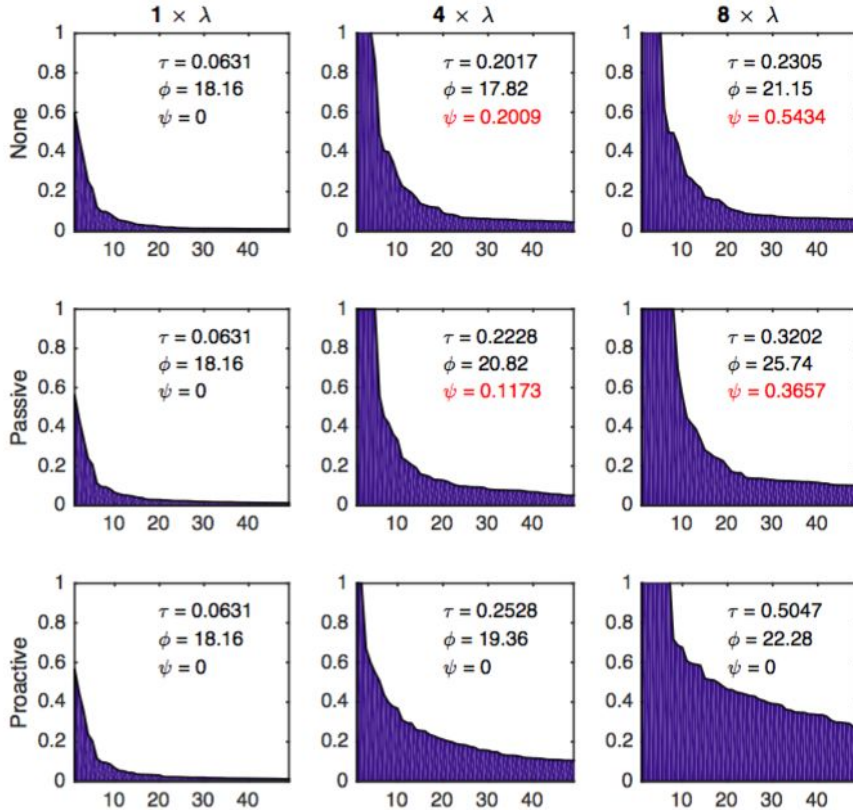 1 × λ
4 × λ
8 × λ
None
1
0.8
0.6
0.4
0.2
0
10 20 30 40
τ = 0.0631
ϕ = 18.16
ψ = 0
1
0.8
0.6
0.4
0.2
0
10 20 30 40
τ = 0.2017
ϕ = 17.82
ψ = 0.2009
1
0.8
0.6
0.4
0.2
0
10 20 30 40
τ = 0.2305
ϕ = 21.15
ψ = 0.5434
Passive
1
0.8
0.6
0.4
0.2
0
10 20 30 40
τ = 0.0631
ϕ = 18.16
ψ = 0
1
0.8
0.6
0.4
0.2
0
10 20 30 40
τ = 0.2228
ϕ = 20.82
ψ = 0.1173
1
0.8
0.6
0.4
0.2
0
10 20 30 40
τ = 0.3202
ϕ = 25.74
ψ = 0.3657
Proactive
1
0.8
0.6
0.4
0.2
0
10 20 30 40
τ = 0.0631
ϕ = 18.16
ψ = 0
1
0.8
0.6
0.4
0.2
0
10 20 30 40
τ = 0.2528
ϕ = 19.36
ψ = 0
1
0.8
0.6
0.4
0.2
0
10 20 30 40
τ = 0.5047
ϕ = 22.28
ψ = 0